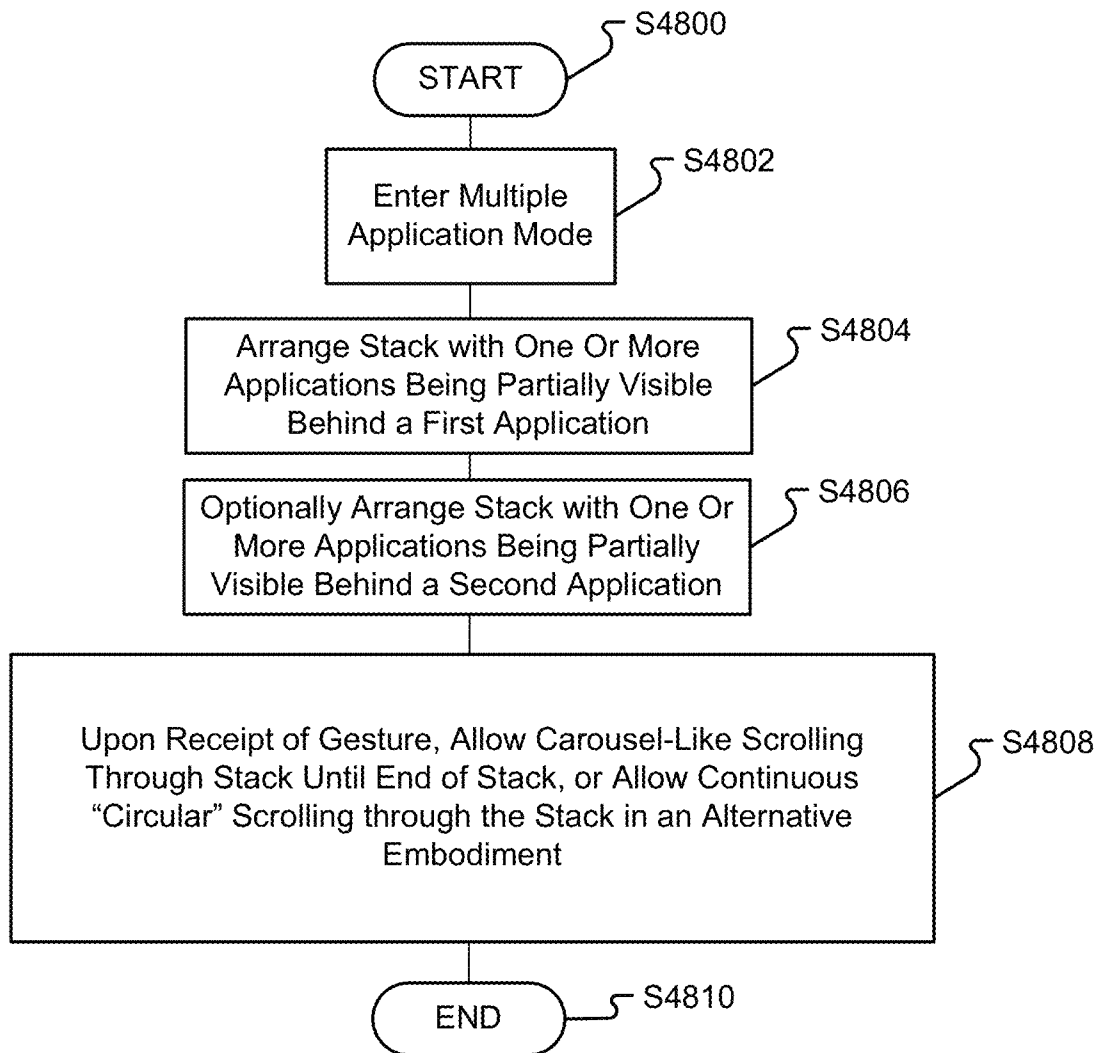 S4800
START
S4802
Enter Multiple
Application Mode
S4804
Arrange Stack with One Or More
Applications Being Partially Visible
Behind a First Application
S4806
Optionally Arrange Stack with One Or
More Applications Being Partially
Visible Behind a Second Application
Upon Receipt of Gesture, Allow Carousel-Like Scrolling
S4808
Through Stack Until End of Stack, or Allow Continuous
“Circular” Scrolling through the Stack in an Alternative
Embodiment
S4810
END